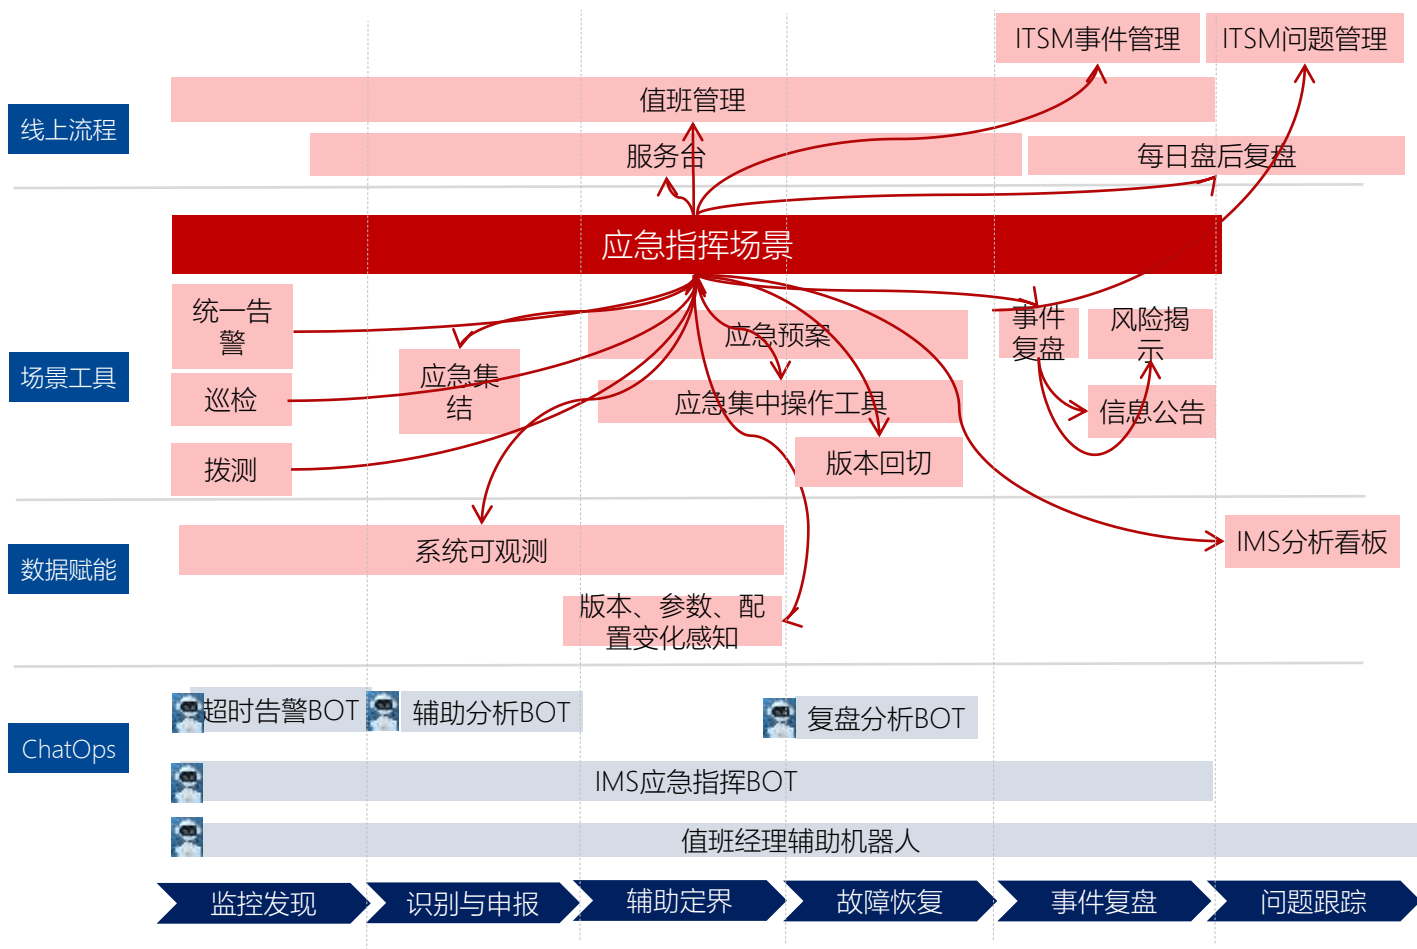 ITSM事件管理
ITSM问题管理
值班管理
线上流程
服务台
每日盘后复盘
应急指挥场景
统一告
警
应急预案
事件
复盘
风险揭
示
场景工具
巡检
应急集
结
应急集中操作工具
信息公告
拨测
版本回切
数据赋能
系统可观测
IMS分析看板
版本、参数、配
置变化感知
超时告警BOT
辅助分析BOT
复盘分析BOT
ChatOps
IMS应急指挥BOT
值班经理辅助机器人
监控发现
识别与申报
辅助定界
故障恢复
事件复盘
问题跟踪